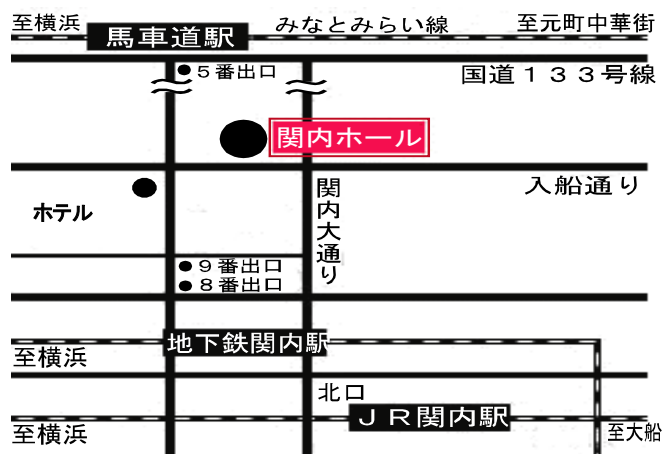 至横浜
みなとみらい線
至元町中華街
馬車道駅
5番出口
国道133号線
関内ホール
入船通り
ホテル
関内大通り
9番出口
8番出口
地下鉄関内駅
至横浜
北口
JR関内駅
至横浜
至大船